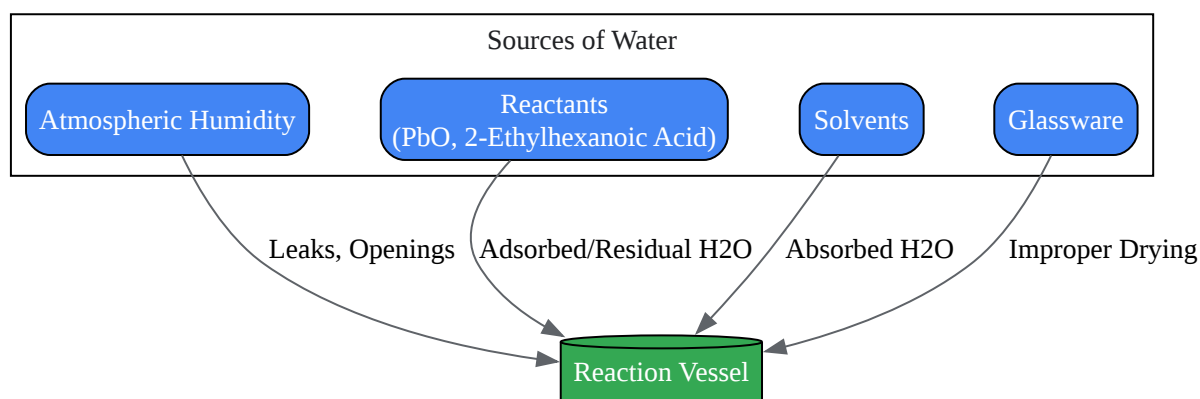 Sources of Water
Atmospheric Humidity
Reactants
(PbO, 2-Ethylhexanoic Acid)
Solvents
Glassware
Leaks, Openings
Adsorbed/Residual H2O
Absorbed H2O
Improper Drying
Reaction Vessel